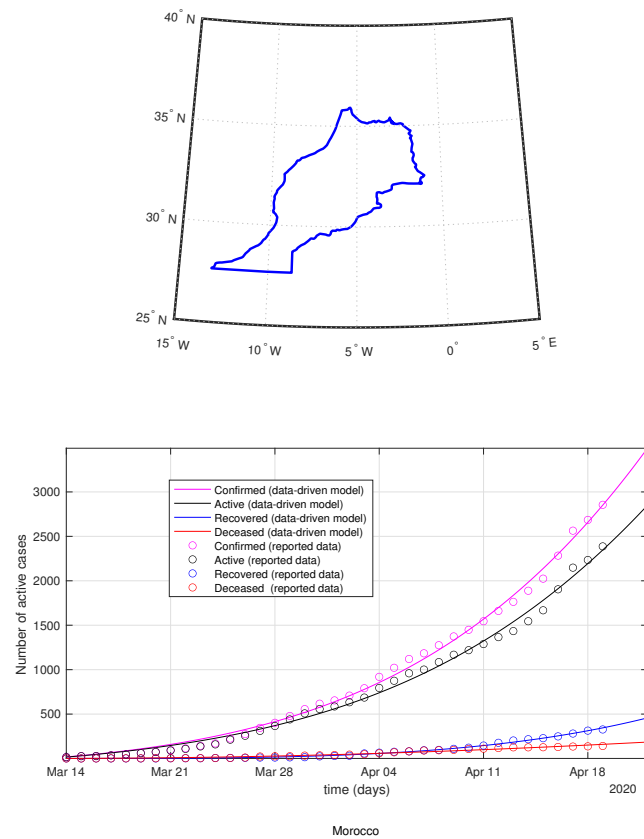 40° N
35° N
30° N
25° N
15° W
10° W
5° W
0°
5° E
3000
2500
2000
1500
1000
500
0
Number of active cases
Confirmed (data-driven model)
Active (data-driven model)
Recovered (data-driven model)
Deceased (data-driven model)
Confirmed (reported data)
Active (reported data)
Recovered (reported data)
Deceased (reported data)
Mar 14 Mar 21 Mar 28 Apr 04 Apr 11 Apr 18
time (days)
2020
Morocco